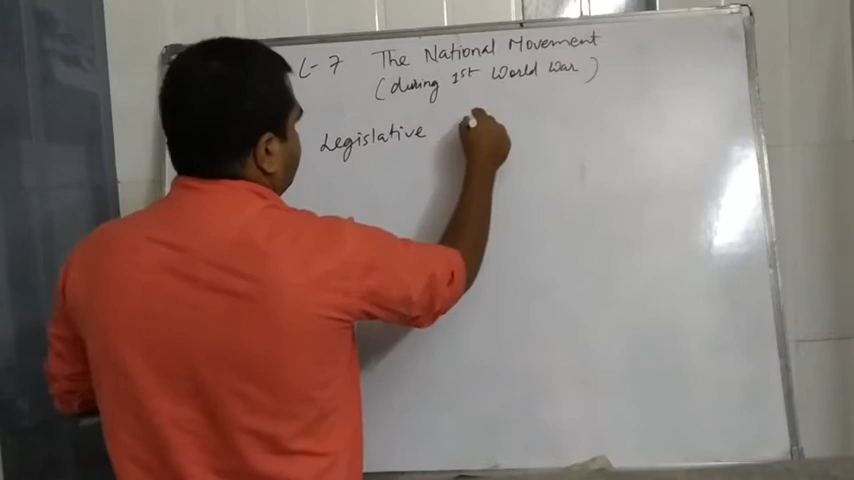 L-7 The National Movement
(during 1st World War)
Legislative